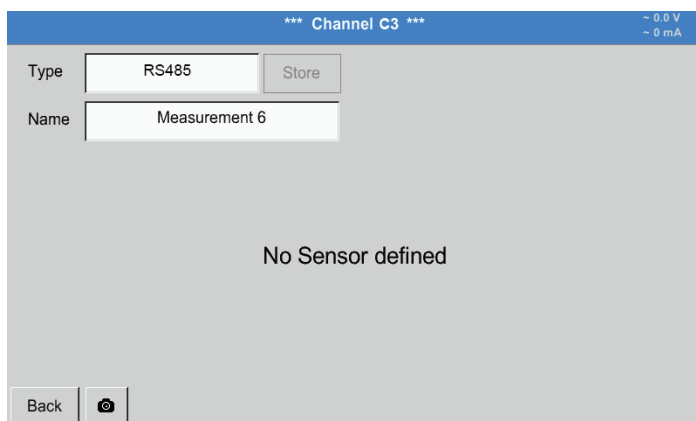 *** Channel C3 ***
~ 0.0 V
~ 0 mA
Type RS485 Store
Name Measurement 6
No Sensor defined
Back